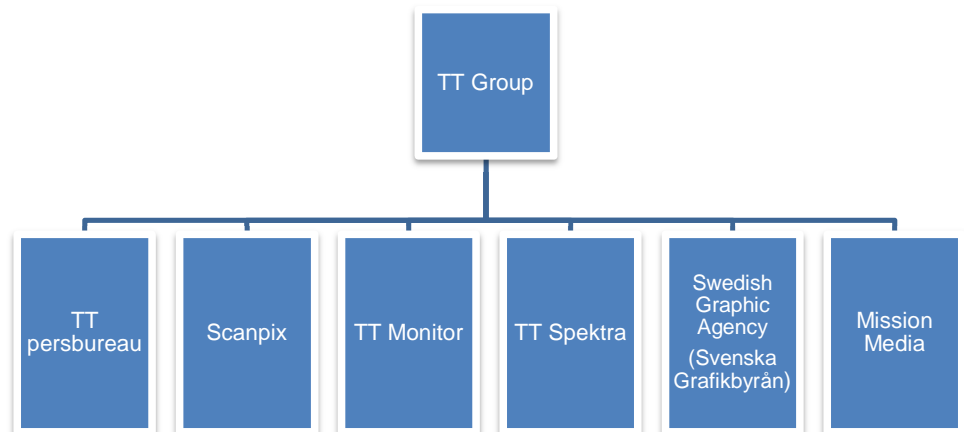 TT Group
TT
persbureau
Scanpix
TT Monitor
TT Spektra
Swedish
Graphic
Agency
(Svenska
Grafikbyrån)
Mission
Media